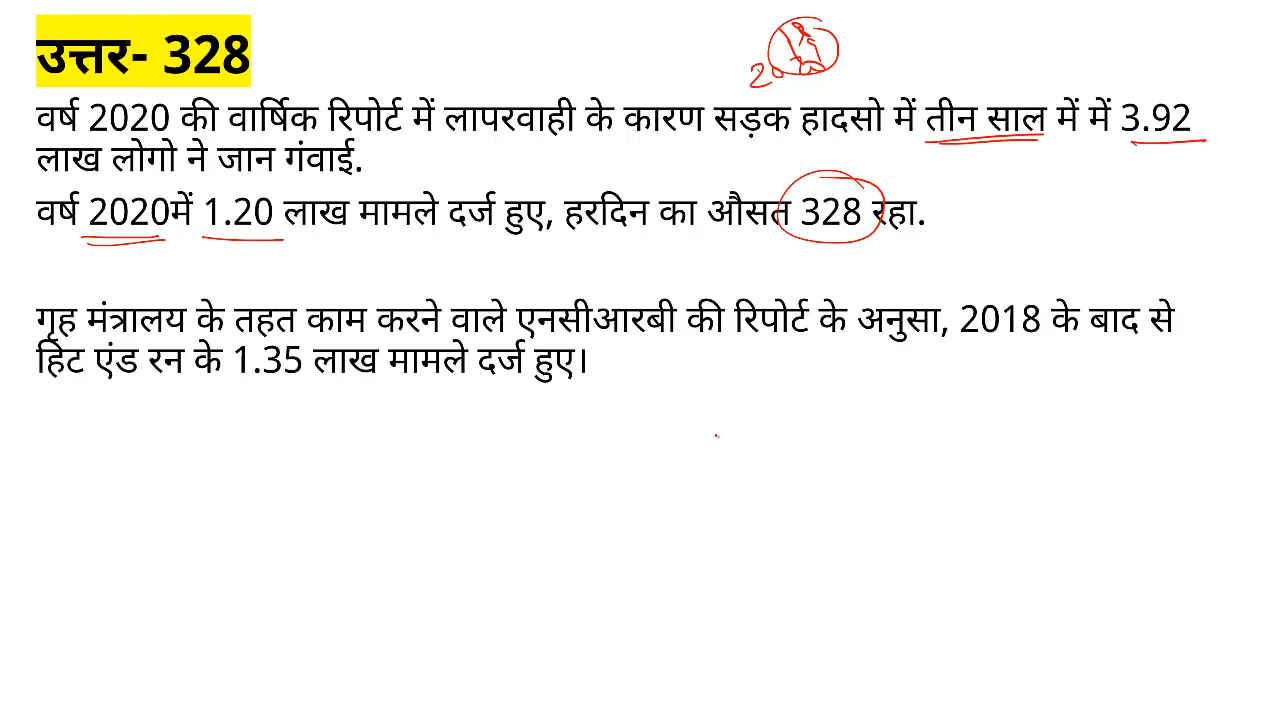 उत्तर- 328
वर्ष 2020 की वार्षिक रिपोर्ट में लापरवाही के कारण सड़क हादसो में तीन साल में में 3.92
लाख लोगो ने जान गंवाई.
वर्ष 2020में 1.20 लाख मामले दर्ज हुए, हरदिन का औसत 328 रहा.
गृह मंत्रालय के तहत काम करने वाले एनसीआरबी की रिपोर्ट के अनुसा, 2018 के बाद से
हिट एंड रन के 1.35 लाख मामले दर्ज हुए।